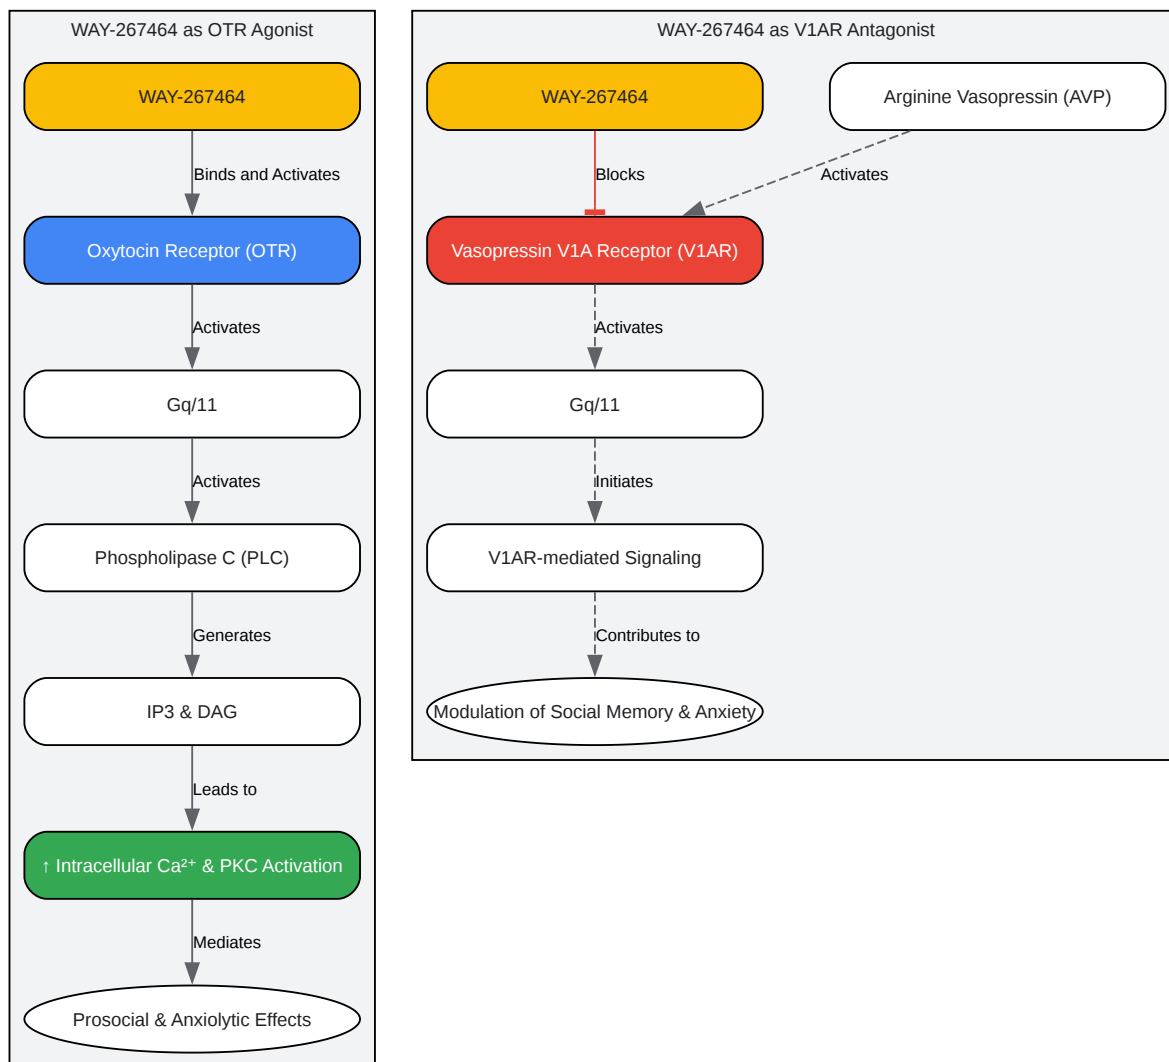 WAY-267464 as OTR Agonist
WAY-267464
Binds and Activates
Oxytocin Receptor (OTR)
Activates
Gq/11
Activates
Phospholipase C (PLC)
Generates
IP3 & DAG
Leads to
↑ Intracellular Ca²⁺ & PKC Activation
Mediates
Prosocial & Anxiolytic Effects
WAY-267464 as V1AR Antagonist
WAY-267464
Arginine Vasopressin (AVP)
Blocks
Activates
Vasopressin V1A Receptor (V1AR)
Activates
Gq/11
Initiates
V1AR-mediated Signaling
Contributes to
Modulation of Social Memory & Anxiety